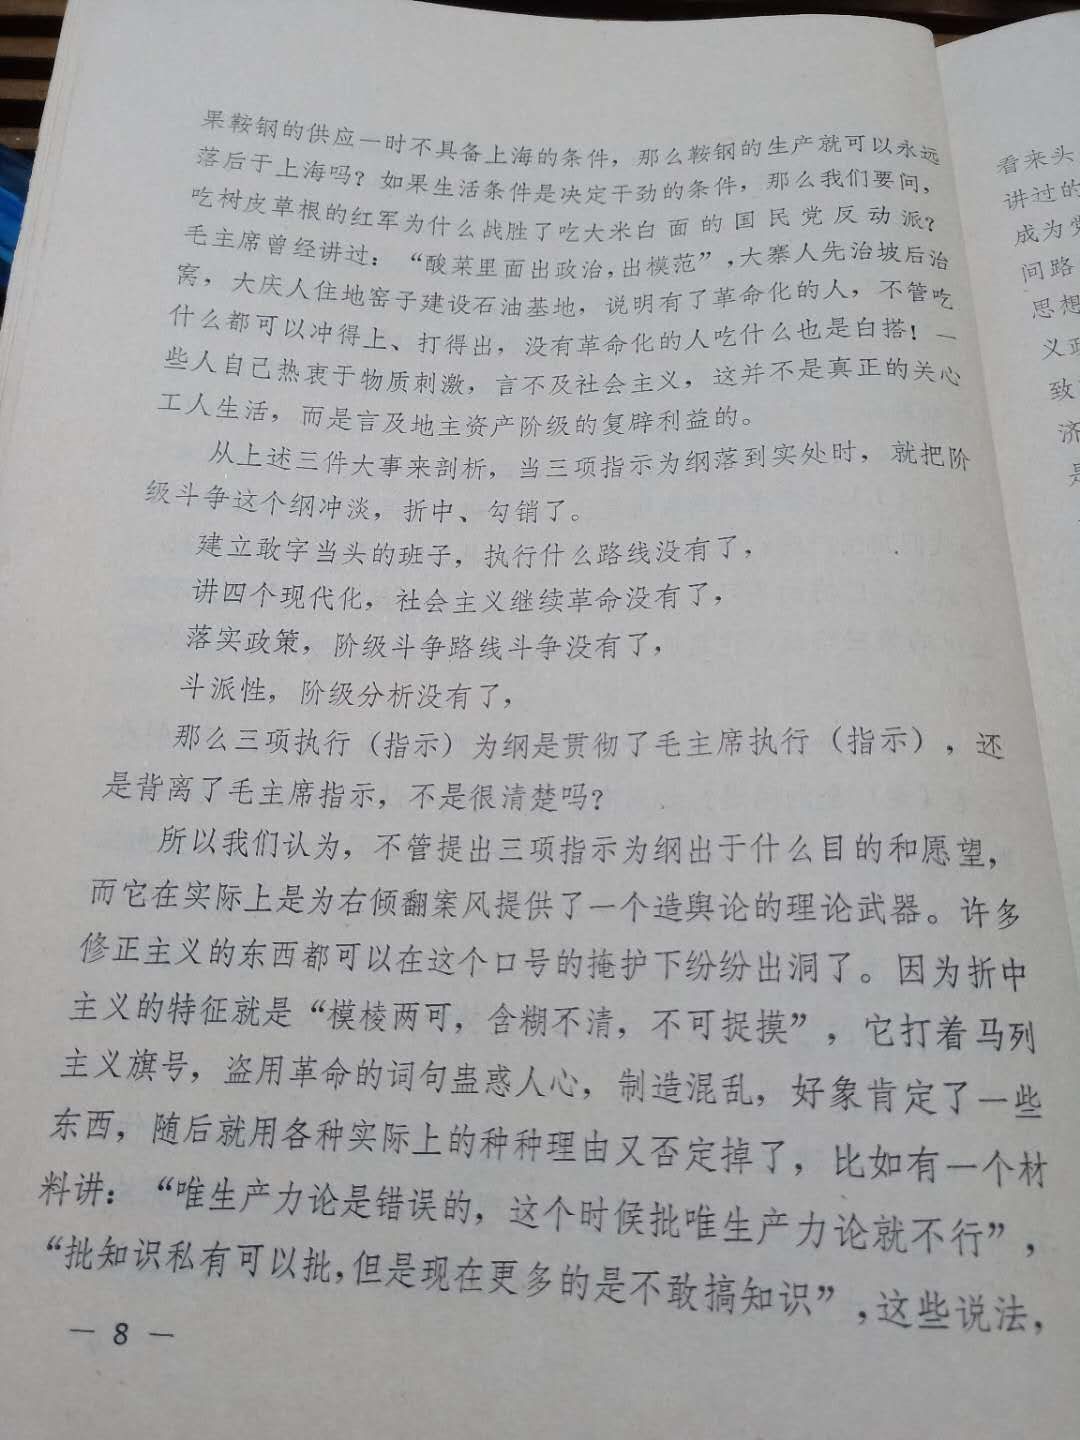 果鞍钢的供应一时不具备上海的条件，那么鞍钢的生产就可以永远
落后于上海吗？如果生活条件是决定干劲的条件，那么我们要问，
吃树皮草根的红军为什么战胜了吃大米白面的国民党反动派？
毛主席曾经讲过：“酸菜里面出政治，出模范”，大寨人先治坡后治
窝，大庆人住地窑子建设石油基地，说明有了革命化的人，不管吃
什么都可以冲得上、打得出，没有革命化的人吃什么也是白搭！一
些人自己热衷于物质刺激，言不及社会主义，这并不是真正的关心
工人生活，而是言及地主资产阶级的复辟利益的。
从上述三件大事来剖析，当三项指示为纲落到实处时，就把阶
级斗争这个纲冲淡，折中、勾销了。
建立敢字当头的班子，执行什么路线没有了，
讲四个现代化，社会主义继续革命没有了，
落实政策，阶级斗争路线斗争没有了，
斗派性，阶级分析没有了，
那么三项执行（指示）为纲是贯彻了毛主席执行（指示），还
是背离了毛主席指示，不是很清楚吗？
所以我们认为，不管提出三项指示为纲出于什么目的和愿望，
而它在实际上是为右倾翻案风提供了一个造舆论的理论武器。许多
修正主义的东西都可以在这个口号的掩护下纷纷出洞了。因为折中
主义的特征就是“模棱两可，含糊不清，不可捉摸”，它打着马列
主义旗号，盗用革命的词句蛊惑人心，制造混乱，好象肯定了一些
东西，随后就用各种实际上的种种理由又否定掉了，比如有一个材
料讲：“唯生产力论是错误的，这个时侯批唯生产力论就不行”，
“批知识私有可以批，但是现在更多的是不敢搞知识”，这些说法，
— 8 —
看来头
讲过的
成为党
间路
思想
义政
致
济
是